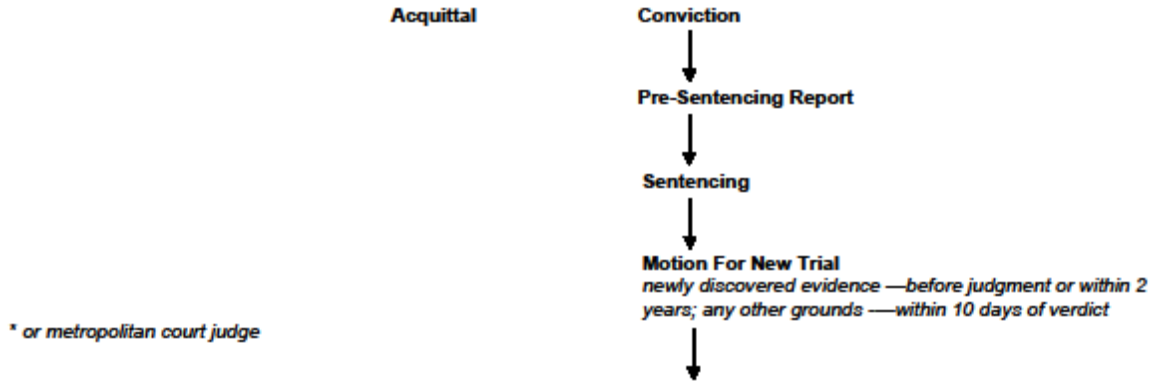 Acquittal Conviction
Pre-Sentencing Report
Sentencing
Motion For New Trial
newly discovered evidence —before judgment or within 2
years; any other grounds -—within 10 days of verdict
* or metropolitan court judge